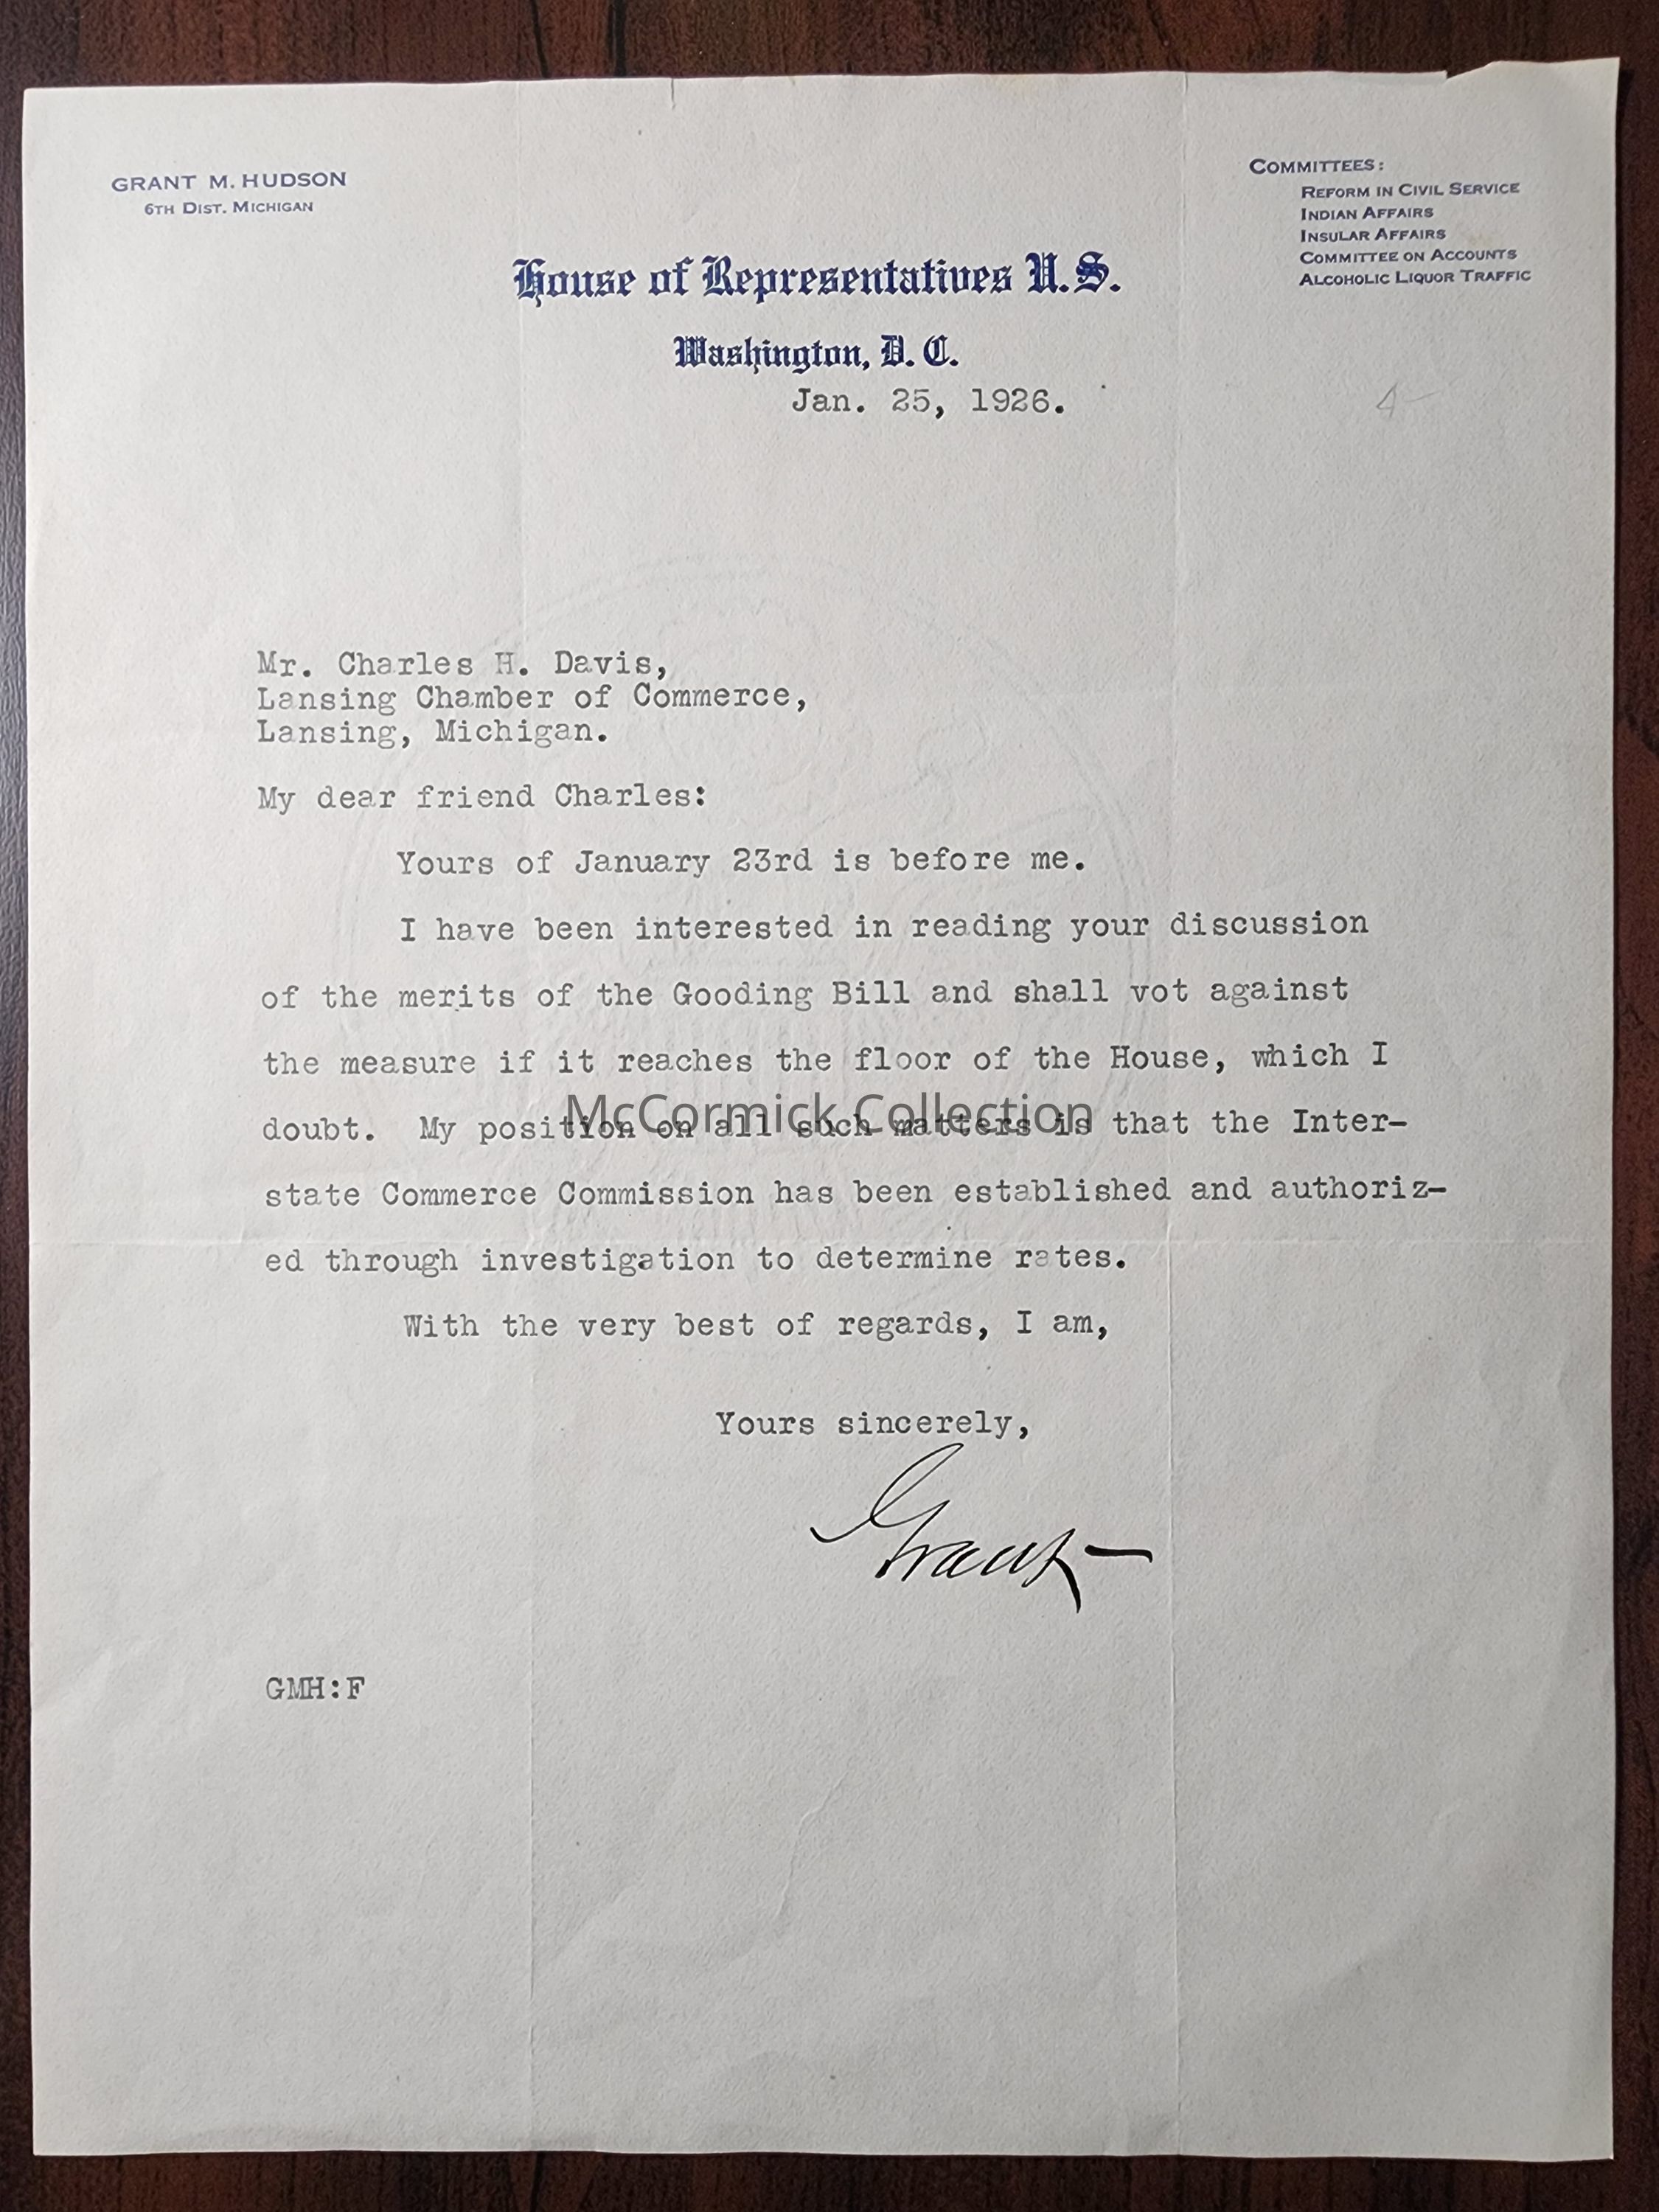 GRANT M. HUDSON
6TH DIST. MICHIGAN
COMMITTEES:
REFORM IN CIVIL SERVICE
INDIAN AFFAIRS
INSULAR AFFAIRS
COMMITTEE ON ACCOUNTS
ALCOHOLIC LIQUOR TRAFFIC
House of Representatives U.S.
Washington, D. C.
Jan. 25, 1926.
4
Mr. Charles H. Davis,
Lansing Chamber of Commerce,
Lansing, Michigan.
My dear friend Charles:
Yours of January 23rd is before me.
I have been interested in reading your discussion
of the merits of the Gooding Bill and shall vot against
the measure if it reaches the floor of the House, which I
doubt. My position on all such matters is that the Inter-
McCormick Collection
state Commerce Commission has been established and authoriz-
ed through investigation to determine rates.
With the very best of regards, I am,
Yours sincerely,
Grant
GMH:F